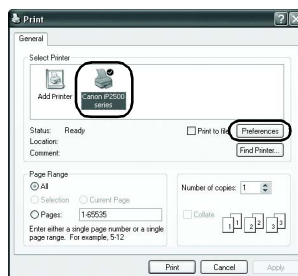 Print
General
Select Printer
Add Printer
Canon iP2500
series
Status: Ready
Location:
Comment:
Print to file
Preferences
Find Printer...
Page Range
All
Selection
Current Page
Pages: 1-65535
Enter either a single page number or a single
page range. For example, 5-12
Number of copies: 1
Collate
1 1 2 2 3 3
Print
Cancel
Apply